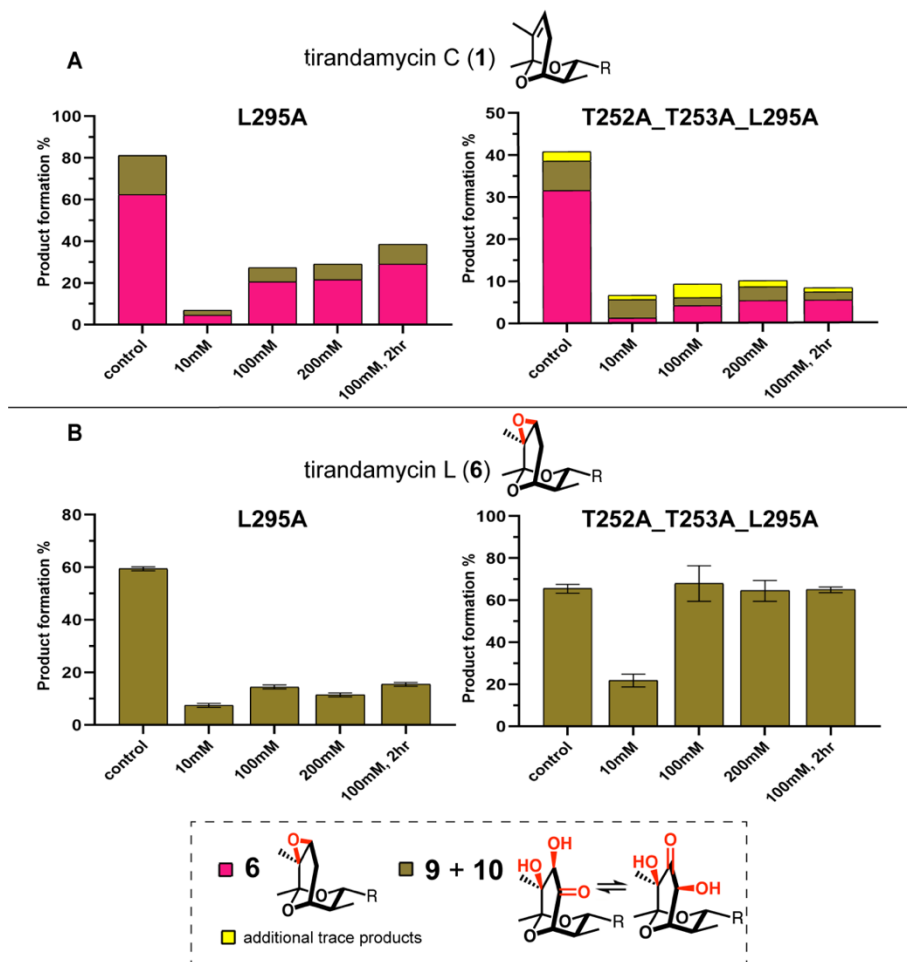 A
tirandamycin C (1)
O
R
O
L295A
Product formation %
100
80
60
40
20
0
control
10mM
100mM
200mM
100mM, 2hr
T252A_T253A_L295A
Product formation %
50
40
30
20
10
0
control
10mM
100mM
200mM
100mM, 2hr
B
tirandamycin L (6)
O
O
R
O
L295A
Product formation %
80
60
40
20
0
control
10mM
100mM
200mM
100mM, 2hr
T252A_T253A_L295A
Product formation %
100
80
60
40
20
0
control
10mM
100mM
200mM
100mM, 2hr
6
O
O
R
O
9 + 10
OH
HO
O
O
R
O
O
HO
OH
O
R
O
additional trace products